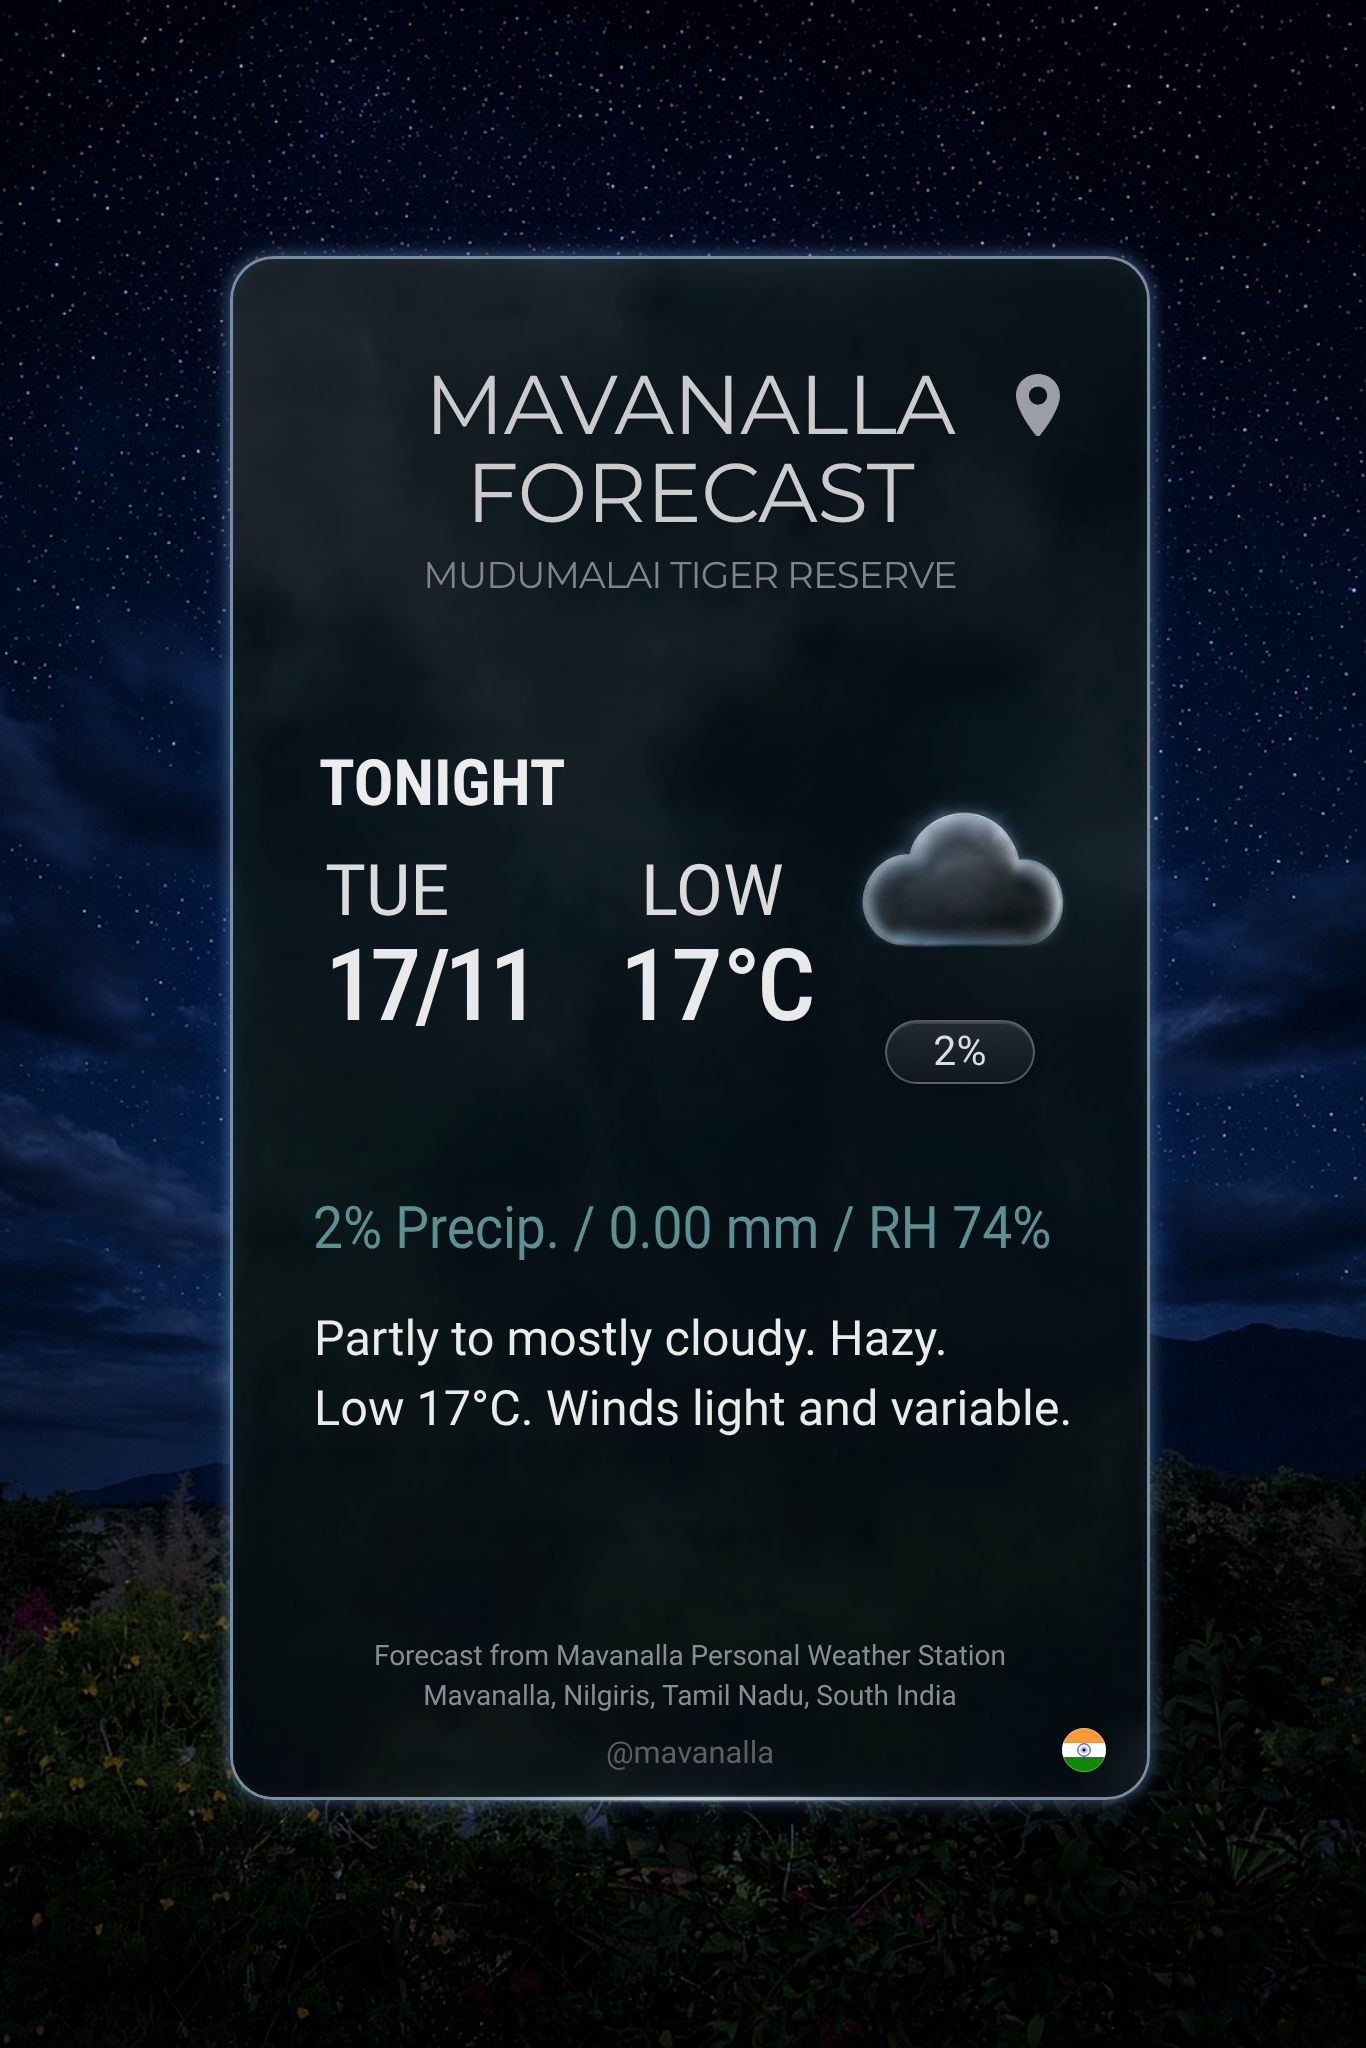 MAVANALLA
FORECAST
MUDUMALAI TIGER RESERVE
TONIGHT
TUE LOW
17/11 17°C
2%
2% Precip. / 0.00 mm / RH 74%
Partly to mostly cloudy. Hazy.
Low 17°C. Winds light and variable.
Forecast from Mavanalla Personal Weather Station
Mavanalla, Nilgiris, Tamil Nadu, South India
@mavanalla